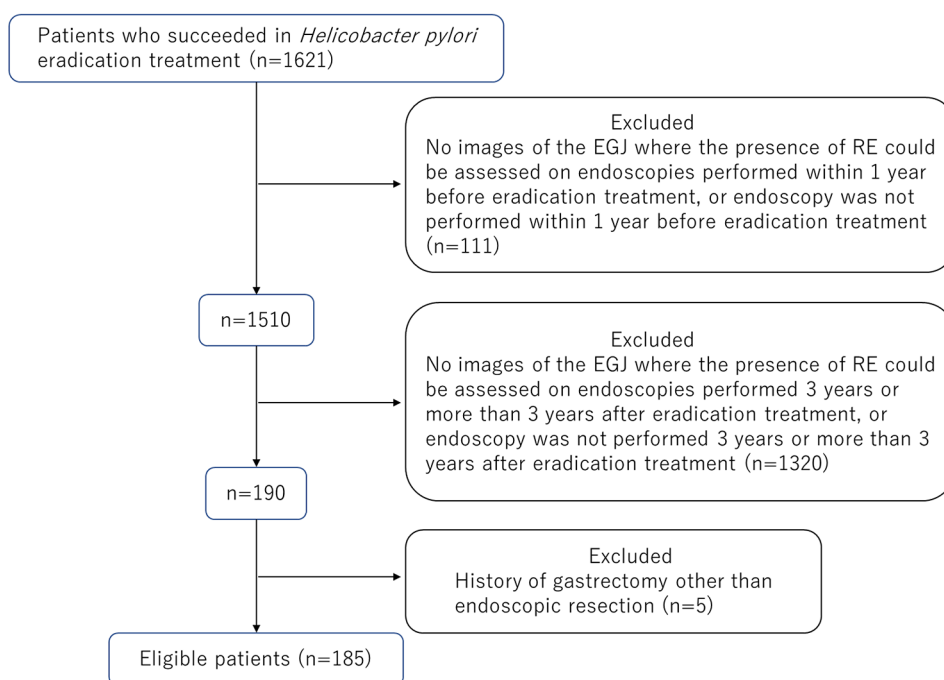 Patients who succeeded in Helicobacter pylori
eradication treatment (n=1621)
Excluded
No images of the EGJ where the presence of RE could
be assessed on endoscopies performed within 1 year
before eradication treatment, or endoscopy was not
performed within 1 year before eradication treatment
(n=111)
n=1510
Excluded
No images of the EGJ where the presence of RE could
be assessed on endoscopies performed 3 years or
more than 3 years after eradication treatment, or
endoscopy was not performed 3 years or more than 3
years after eradication treatment (n=1320)
n=190
Excluded
History of gastrectomy other than
endoscopic resection (n=5)
Eligible patients (n=185)